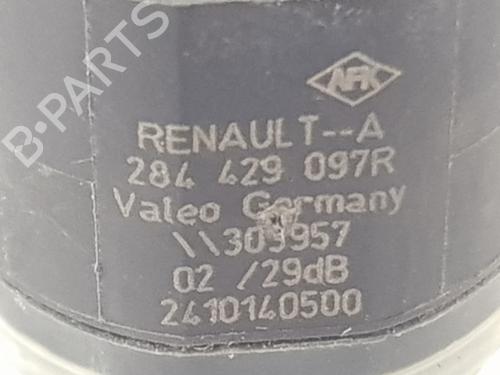 B-PARTS
AFK
RENAULT--A
284 429 097R
Valeo Germany
\\309957
02 /29dB
2410140500